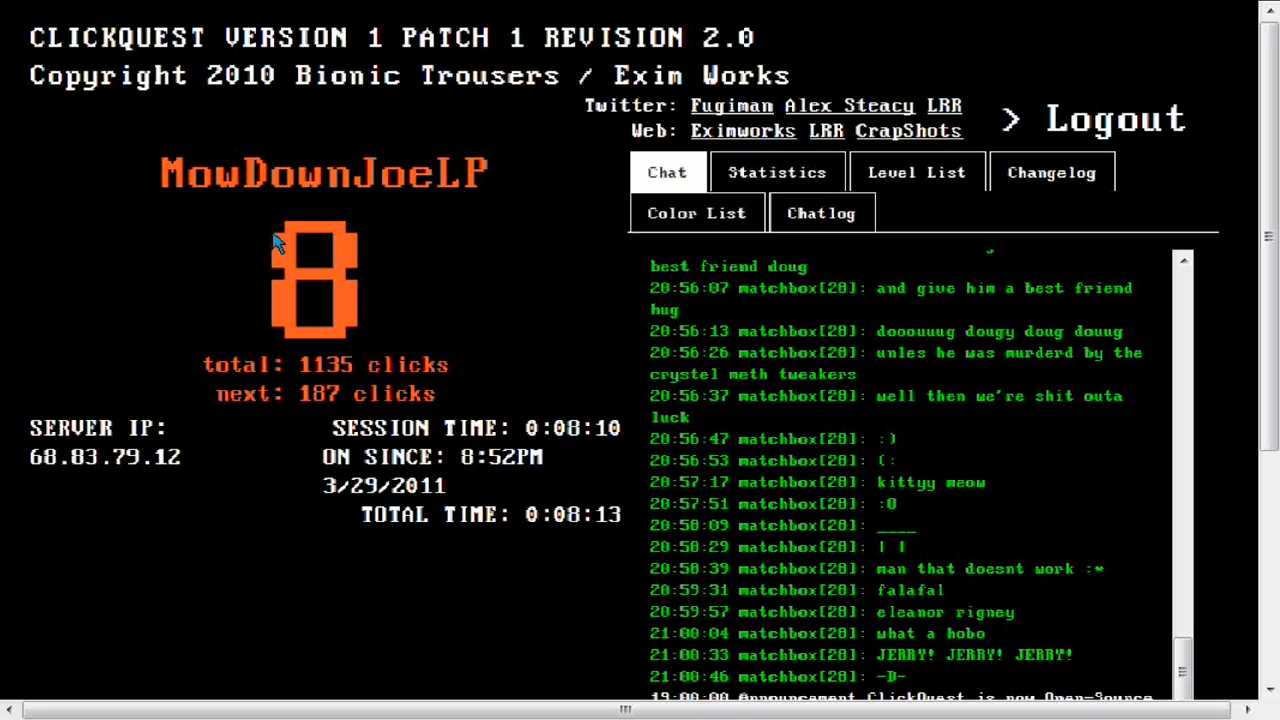 CLICKQUEST VERSION 1 PATCH 1 REVISION 2.0
Copyright 2010 Bionic Trousers / Exim Works
Twitter: Fugiman Alex Steacy LRR
Web: Eximworks LRR CrapShots
> Logout
MowDownJoeLP
8
total: 1135 clicks
next: 187 clicks
SERVER IP:
68.83.79.12
SESSION TIME: 0:08:10
ON SINCE: 8:52PM
3/29/2011
TOTAL TIME: 0:08:13
Chat Statistics Level List Changelog
Color List Chatlog
best friend doug
20:56:07 matchbox[28]: and give him a best friend
hug
20:56:13 matchbox[28]: dooouuug dougy doug douug
20:56:26 matchbox[28]: unles he was murderd by the
crystel meth tweakers
20:56:37 matchbox[28]: well then we're shit outa
luck
20:56:47 matchbox[28]: :)
20:56:53 matchbox[28]: (:
20:57:17 matchbox[28]: kittyy meow
20:57:51 matchbox[28]: :O
20:58:09 matchbox[28]: ____
20:58:29 matchbox[28]: | |
20:58:39 matchbox[28]: man that doesnt work :
20:59:31 matchbox[28]: falafal
20:59:57 matchbox[28]: eleanor rigney
21:00:04 matchbox[28]: what a hobo
21:00:33 matchbox[28]: JERRY! JERRY! JERRY!
21:00:46 matchbox[28]: -D-
19:00:00 Announcement ClickQuest is now Open-Source